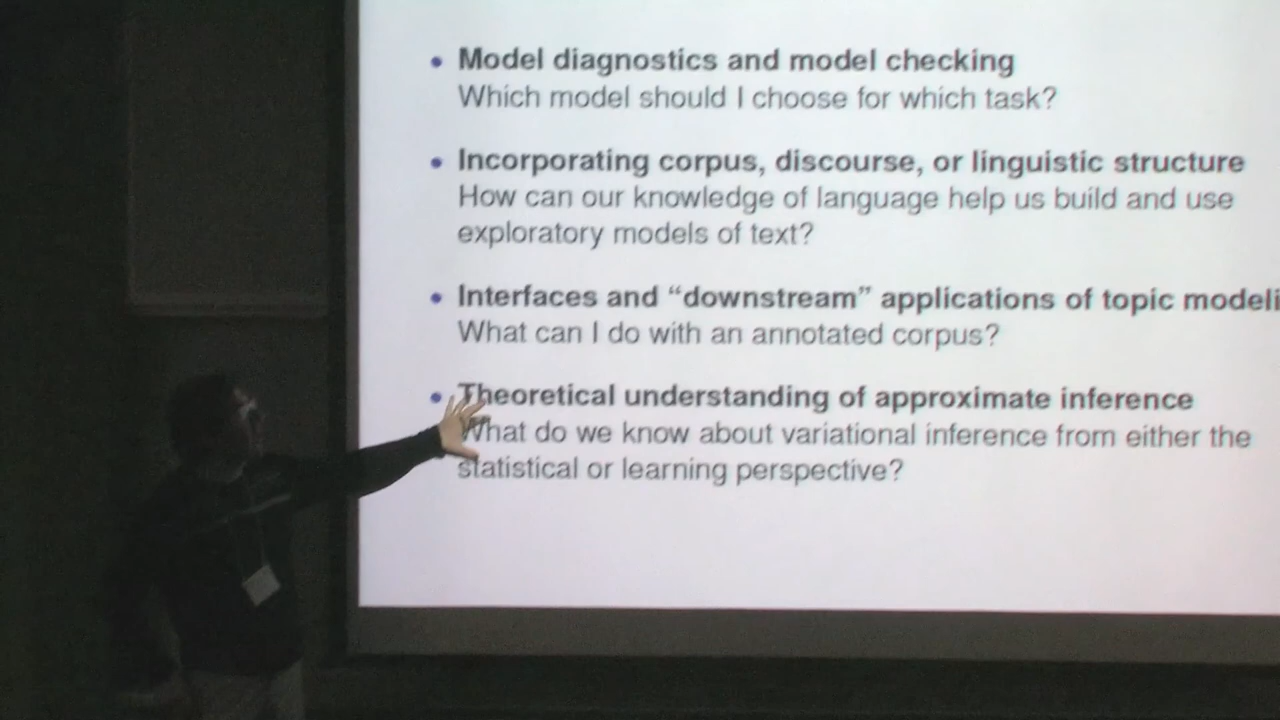 • Model diagnostics and model checking
Which model should I choose for which task?
• Incorporating corpus, discourse, or linguistic structure
How can our knowledge of language help us build and use
exploratory models of text?
• Interfaces and “downstream” applications of topic modeli
What can I do with an annotated corpus?
• Theoretical understanding of approximate inference
What do we know about variational inference from either the
statistical or learning perspective?